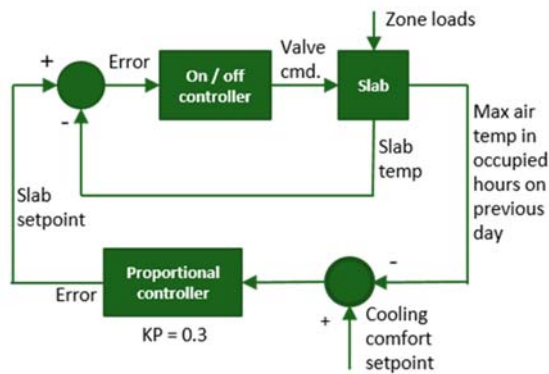 Zone loads
+
Error
On / off
controller
Valve
cmd.
Slab
-
Slab
temp
Max air
temp in
occupied
hours on
previous
day
Slab
setpoint
Error
Proportional
controller
KP = 0.3
-
+
Cooling
comfort
setpoint